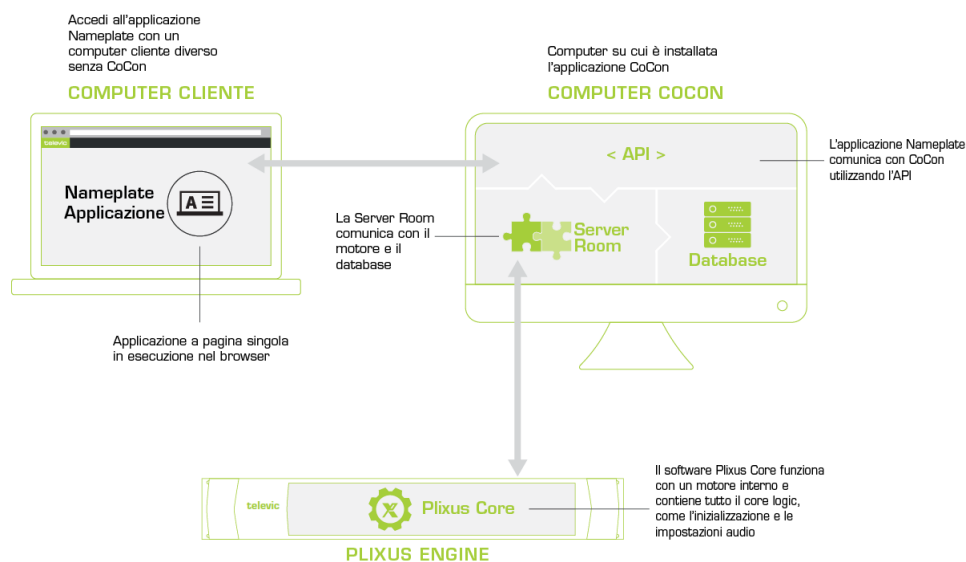 Accedi all'applicazione
Nameplate con un
computer cliente diverso
senza CoCon
COMPUTER CLIENTE
televic
Nameplate
Applicazione
A
Applicazione a pagina singola
in esecuzione nel browser
Computer su cui è installata
l'applicazione CoCon
COMPUTER COCON
< API >
L'applicazione Nameplate
comunica con CoCon
utilizzando l'API
La Server Room
comunica con il
motore e il
database
Server
Room
Database
televic
X
Plixus Core
Il software Plixus Core funziona
con un motore interno e
contiene tutto il core logic,
come l'inizializzazione e le
impostazioni audio
PLIXUS ENGINE